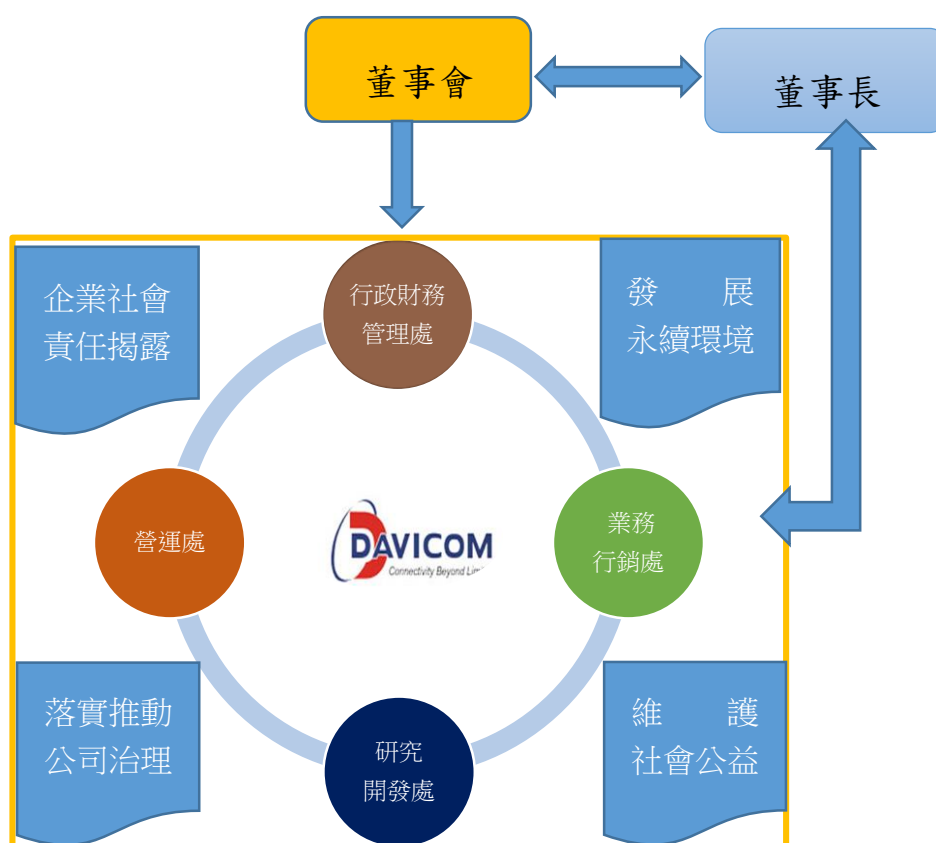 董事會
董事長
企業社會
責任揭露
行政財務
管理處
發展
永續環境
營運處
DAVICOM
Connectivity Beyond
業務
行銷處
落實推動
公司治理
研究
開發處
維護
社會公益